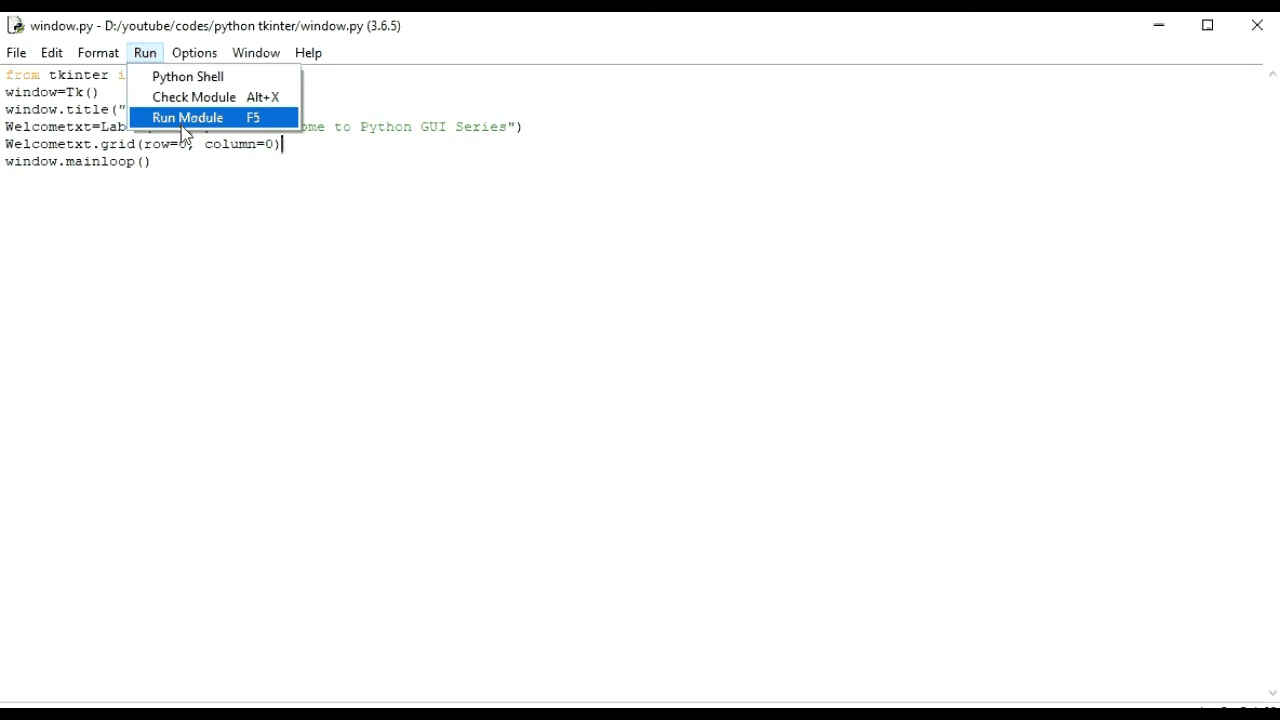 window.py - D:/youtube/codes/python tkinter/window.py (3.6.5)
File Edit Format Run Options Window Help
from tkinter
Python Shell
window=Tk()
Check Module Alt+X
window.title("
Run Module F5
Welcometxt=Lab to Python GUI Series")
Welcometxt.grid(row=0, column=0)
window.mainloop()